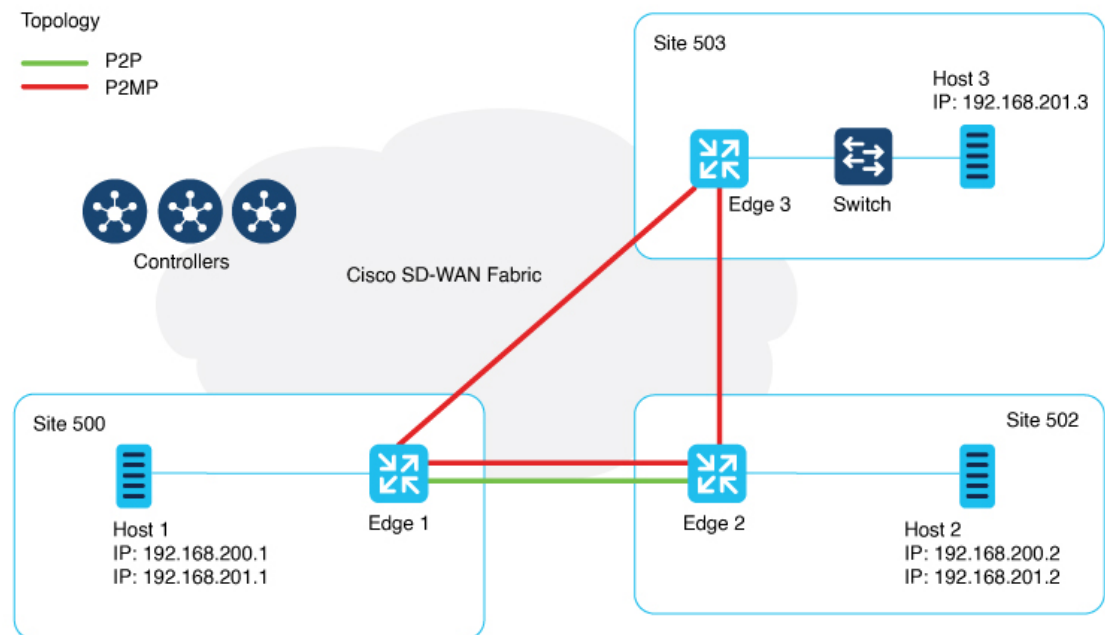 Topology
P2P
P2MP
Site 503
Host 3
IP: 192.168.201.3
Edge 3
Switch
Controllers
Cisco SD-WAN Fabric
Site 500
Host 1
IP: 192.168.200.1
IP: 192.168.201.1
Edge 1
Site 502
Edge 2
Host 2
IP: 192.168.200.2
IP: 192.168.201.2